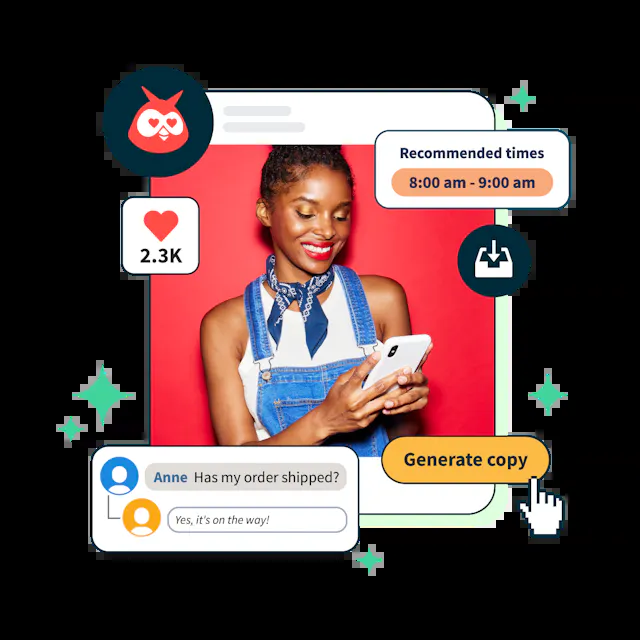 Recommended times
8:00 am - 9:00 am
2.3K
Generate copy
Anne Has my order shipped?
Yes, it's on the way!